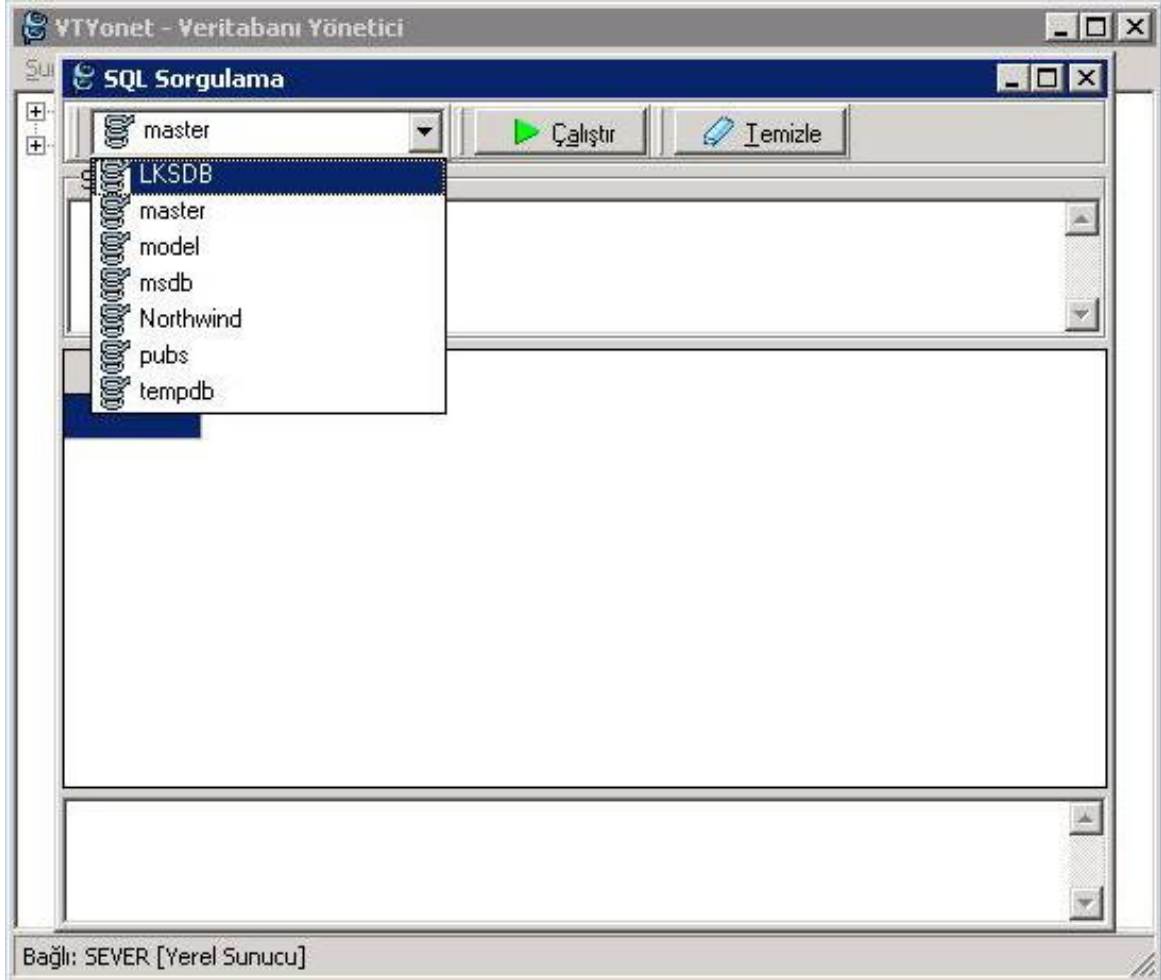 VTYonet - Veritabanı Yönetici
SQL Sorgulama
master
Çalıştır
Temizle
LKSDB
master
model
msdb
Northwind
pubs
tempdb
Bağlı: SEVER [Yerel Sunucu]